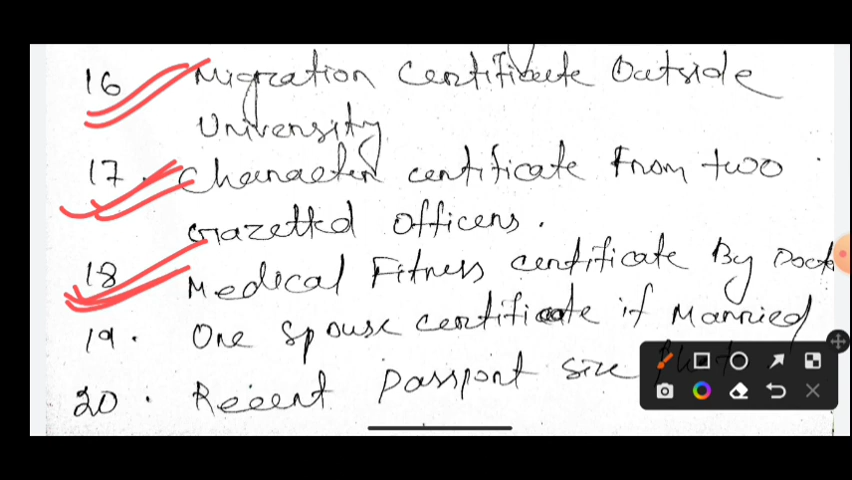 16 Migration Certificate Outside
University
17. Character certificate From two
Gazetted officers.
18 Medical Fitness certificate By Doct
19. One spouse certificate if Married
20. Recent passport size